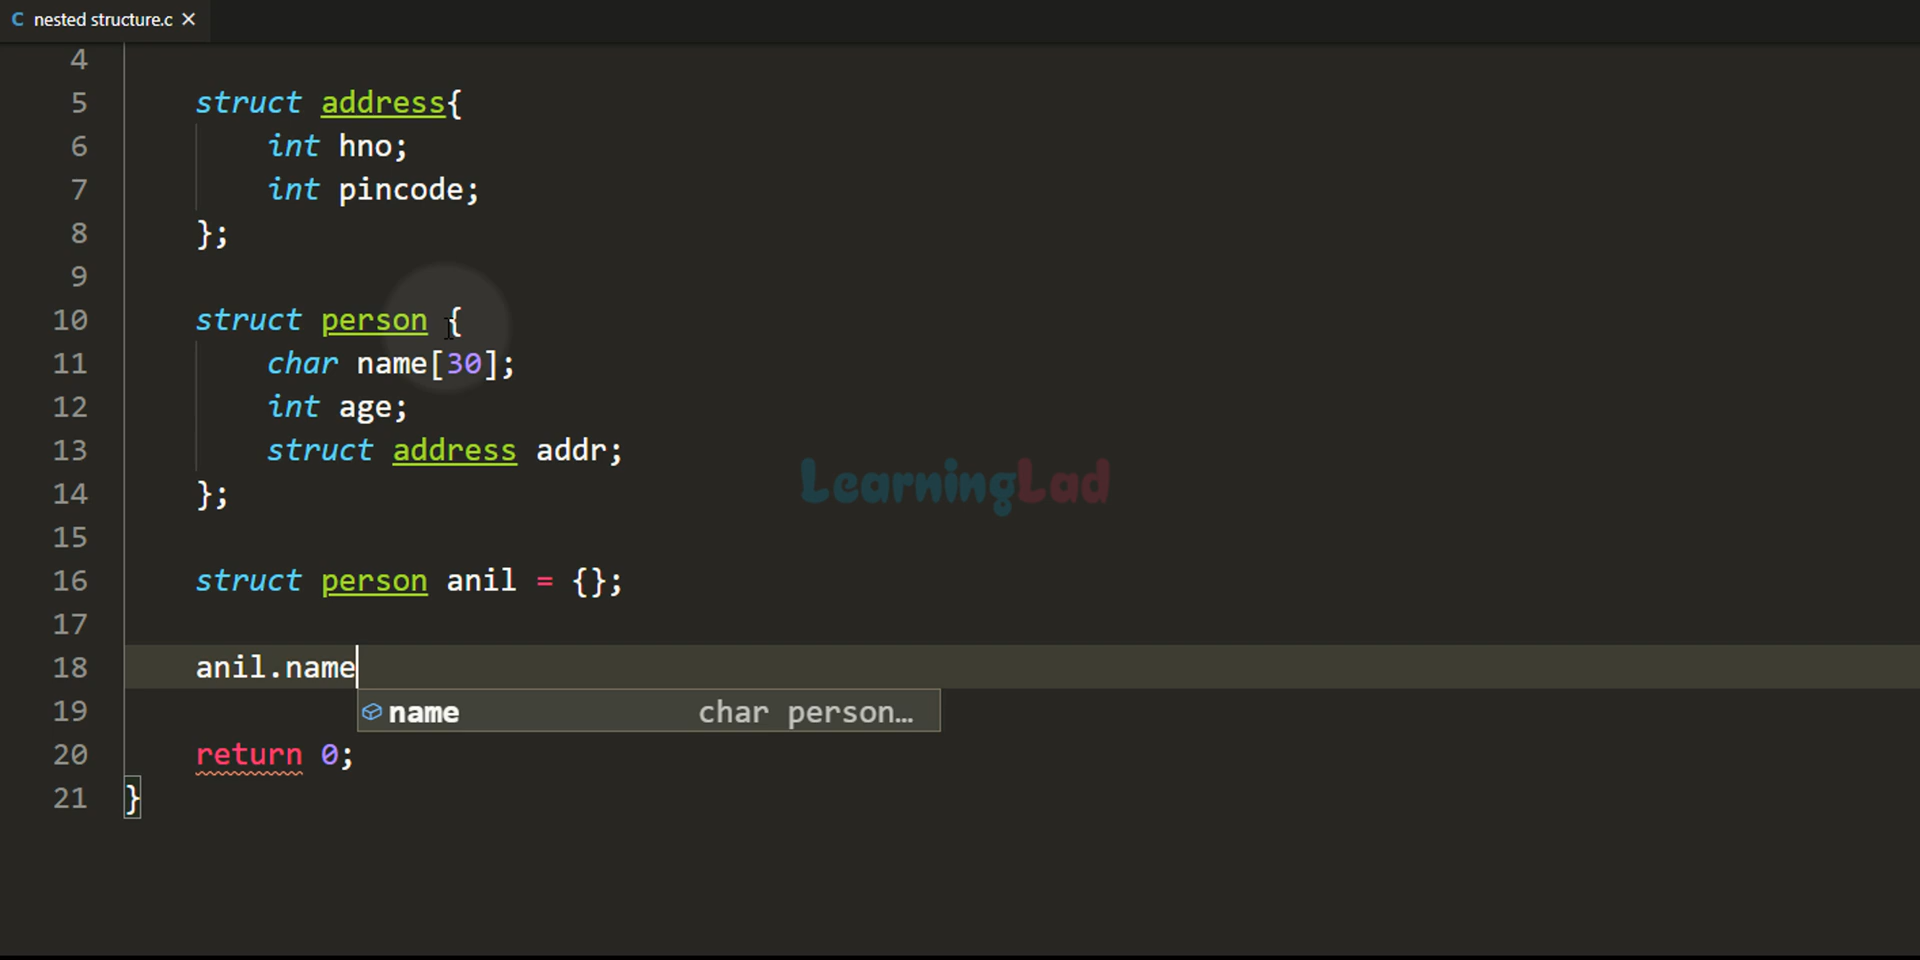 C nested structure.c ×
4
5 struct address{
6 int hno;
7 int pincode;
8 };
9
10 struct person {
11 char name[30];
12 int age;
13 struct address addr;
14 };
15
16 struct person anil = {};
17
18 anil.name
19 name char person…
20 return 0;
21 }
LearningLad